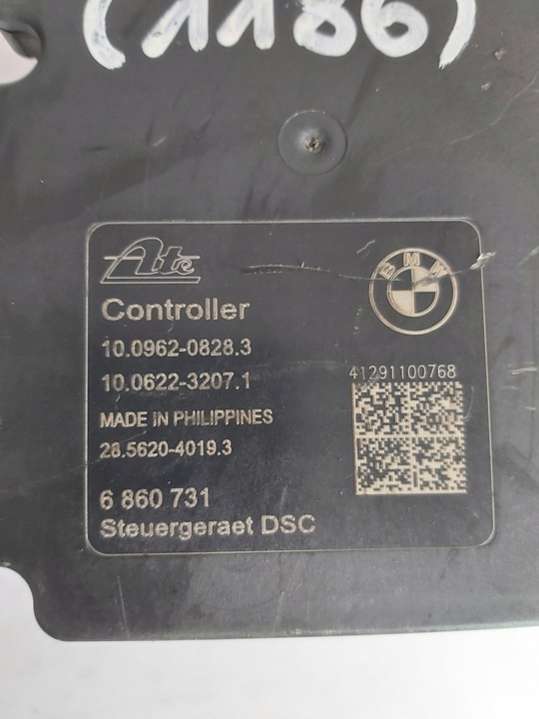 (1186)
Ate
BMW
Controller
10.0962-0828.3
10.0622-3207.1
41291100768
MADE IN PHILIPPINES
28.5620-4019.3
6 860 731
Steuergeraet DSC